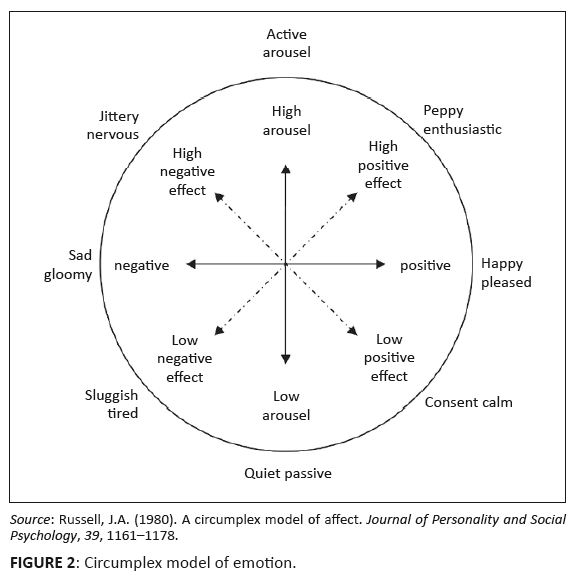 Active
arousel
Jittery
nervous
High
arousel
Peppy
enthusiastic
High
negative
effect
High
positive
effect
Sad
gloomy
negative
positive
Happy
pleased
Low
negative
effect
Low
positive
effect
Sluggish
tired
Low
arousel
Consent calm
Quiet passive
Source: Russell, J.A. (1980). A circumplex model of affect. Journal of Personality and Social
Psychology, 39, 1161–1178.
FIGURE 2: Circumplex model of emotion.